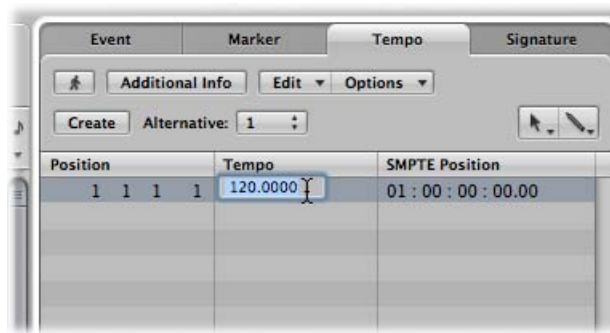 Event Marker Tempo Signature
Additional Info Edit Options
Create Alternative: 1
Position Tempo SMPTE Position
1 1 1 1 120.0000 01 : 00 : 00 : 00.00